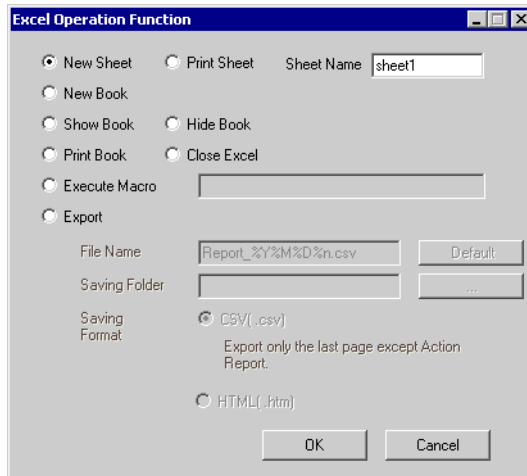 Excel Operation Function
New Sheet Print Sheet Sheet Name sheet1
New Book
Show Book Hide Book
Print Book Close Excel
Execute Macro
Export
File Name Report_%Y%M%D%n.csv Default
Saving Folder ...
Saving Format CSV( .csv)
Export only the last page except Action
Report.
HTML( .htm)
OK Cancel